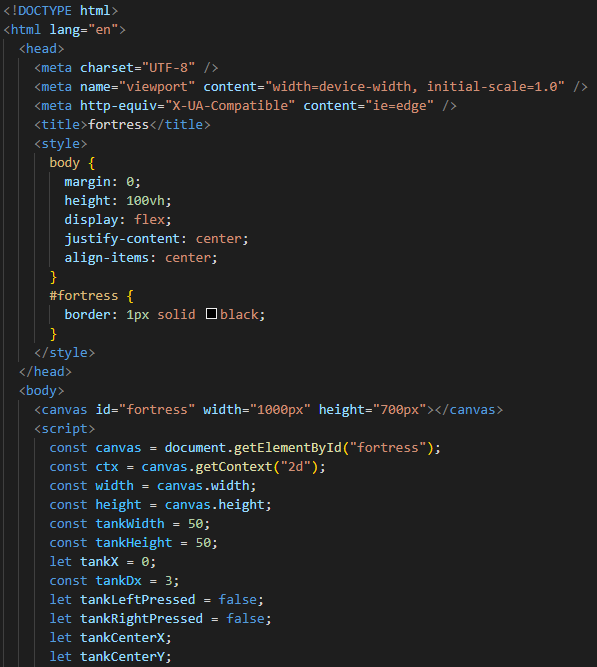 <!DOCTYPE html>
<html lang="en">
<head>
<meta charset="UTF-8" />
<meta name="viewport" content="width=device-width, initial-scale=1.0" />
<meta http-equiv="X-UA-Compatible" content="ie=edge" />
<title>fortress</title>
<style>
body {
margin: 0;
height: 100vh;
display: flex;
justify-content: center;
align-items: center;
}
#fortress {
border: 1px solid black;
}
</style>
</head>
<body>
<canvas id="fortress" width="1000px" height="700px"></canvas>
<script>
const canvas = document.getElementById("fortress");
const ctx = canvas.getContext("2d");
const width = canvas.width;
const height = canvas.height;
const tankWidth = 50;
const tankHeight = 50;
let tankX = 0;
const tankDx = 3;
let tankLeftPressed = false;
let tankRightPressed = false;
let tankCenterX;
let tankCenterY;